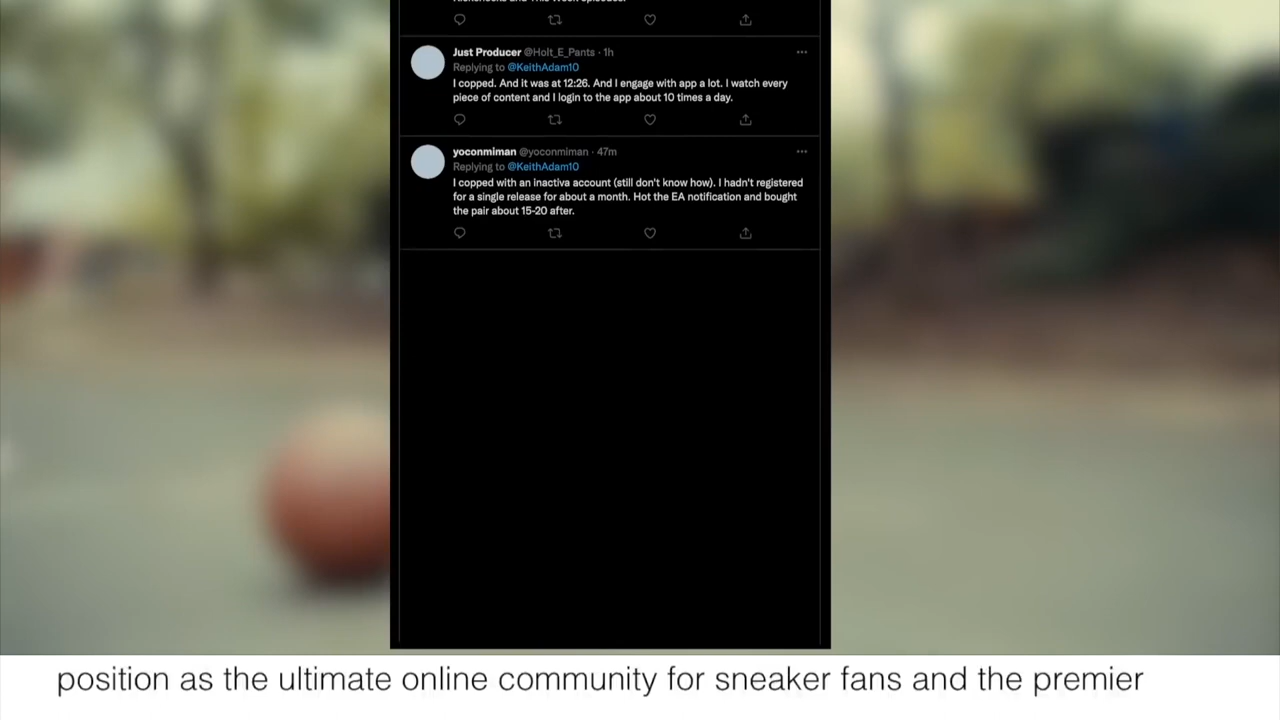 Just Producer @Holt_E_Pants · 1h
Replying to @KeithAdam10
I copped. And it was at 12:26. And I engage with app a lot. I watch every
piece of content and I login to the app about 10 times a day.
yoconmiman @yoconmiman · 47m
Replying to @KeithAdam10
I copped with an inactiva account (still don't know how). I hadn't registered
for a single release for about a month. Hot the EA notification and bought
the pair about 15-20 after.
position as the ultimate online community for sneaker fans and the premier